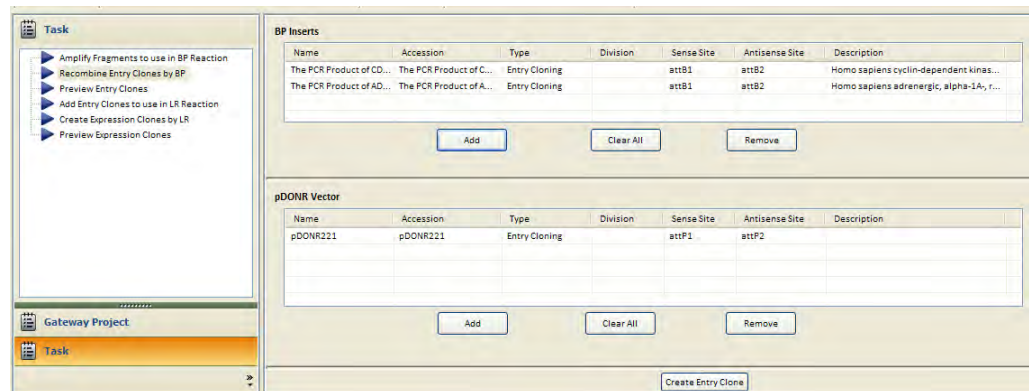 Task
Amplify Fragments to use in BP Reaction
Recombine Entry Clones by BP
Preview Entry Clones
Add Entry Clones to use in LR Reaction
Create Expression Clones by LR
Preview Expression Clones
Gateway Project
Task
BP Inserts
Name Accession Type Division Sense Site Antisense Site Description
The PCR Product of CD... The PCR Product of C... Entry Cloning attB1 attB2 Homo sapiens cyclin-dependent kinas...
The PCR Product of AD... The PCR Product of A... Entry Cloning attB1 attB2 Homo sapiens adrenergic, alpha-1A-, r...
Add Clear All Remove
pDONR Vector
Name Accession Type Division Sense Site Antisense Site Description
pDONR221 pDONR221 Entry Cloning attP1 attP2
Add Clear All Remove
Create Entry Clone